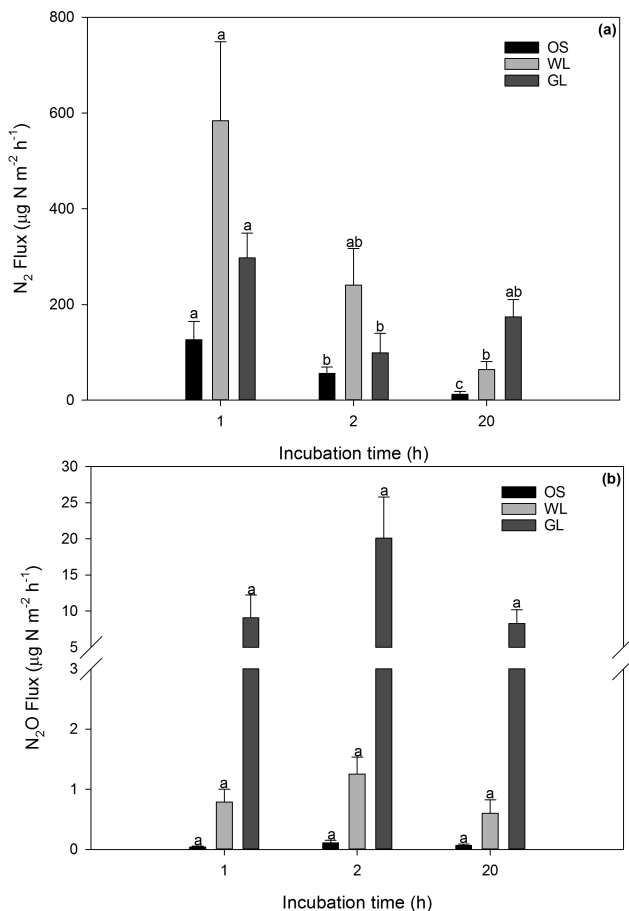 800
(a)
a
OS
WL
GL
600
N₂ Flux (µg N m⁻² h⁻¹)
400
a
ab
200
ab
a
b
b
b
c
0
1
2
20
Incubation time (h)
30
(b)
a
OS
WL
GL
25
20
N₂O Flux (µg N m⁻² h⁻¹)
15
a
a
10
5
3
2
a
a
a
1
a
a
a
0
1
2
20
Incubation time (h)